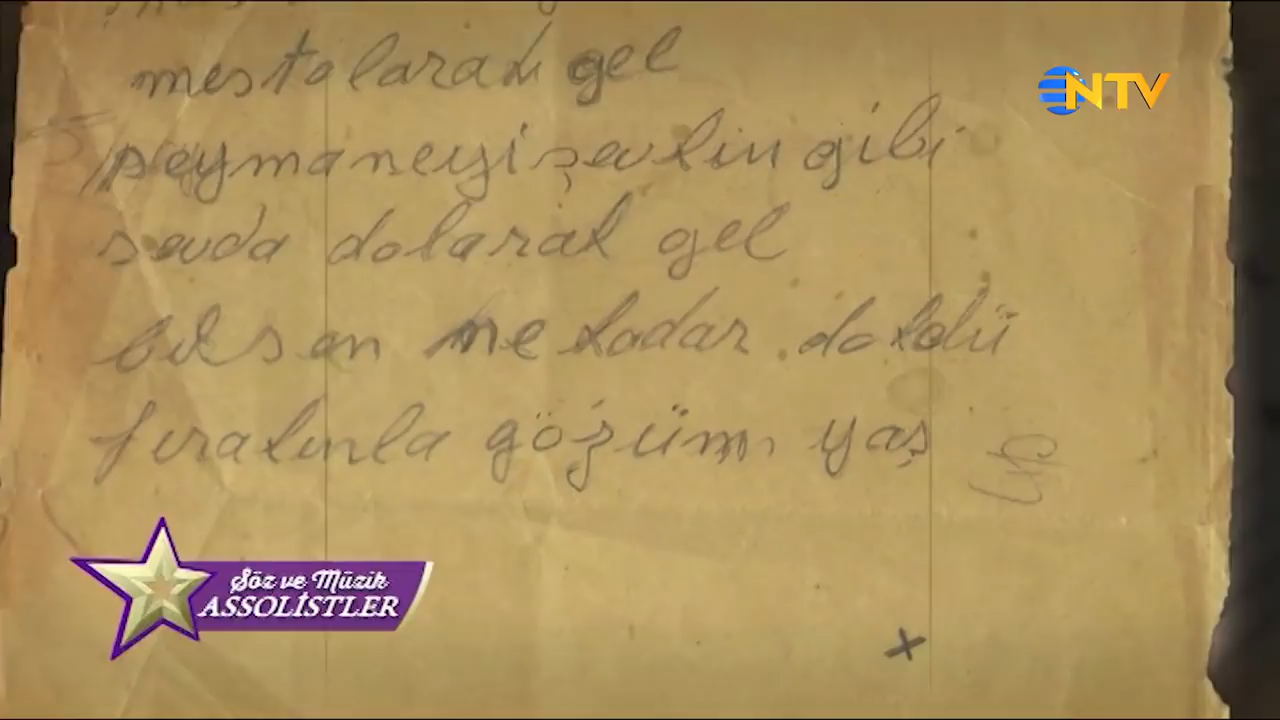 mest olarak gel
NTV
peymaneyi şevkin gibi
sevda dolarak gel
bilsen ne kadar doldu
firakınla gözüm yaş
Söz ve Müzik
ASSOLİSTLER
x